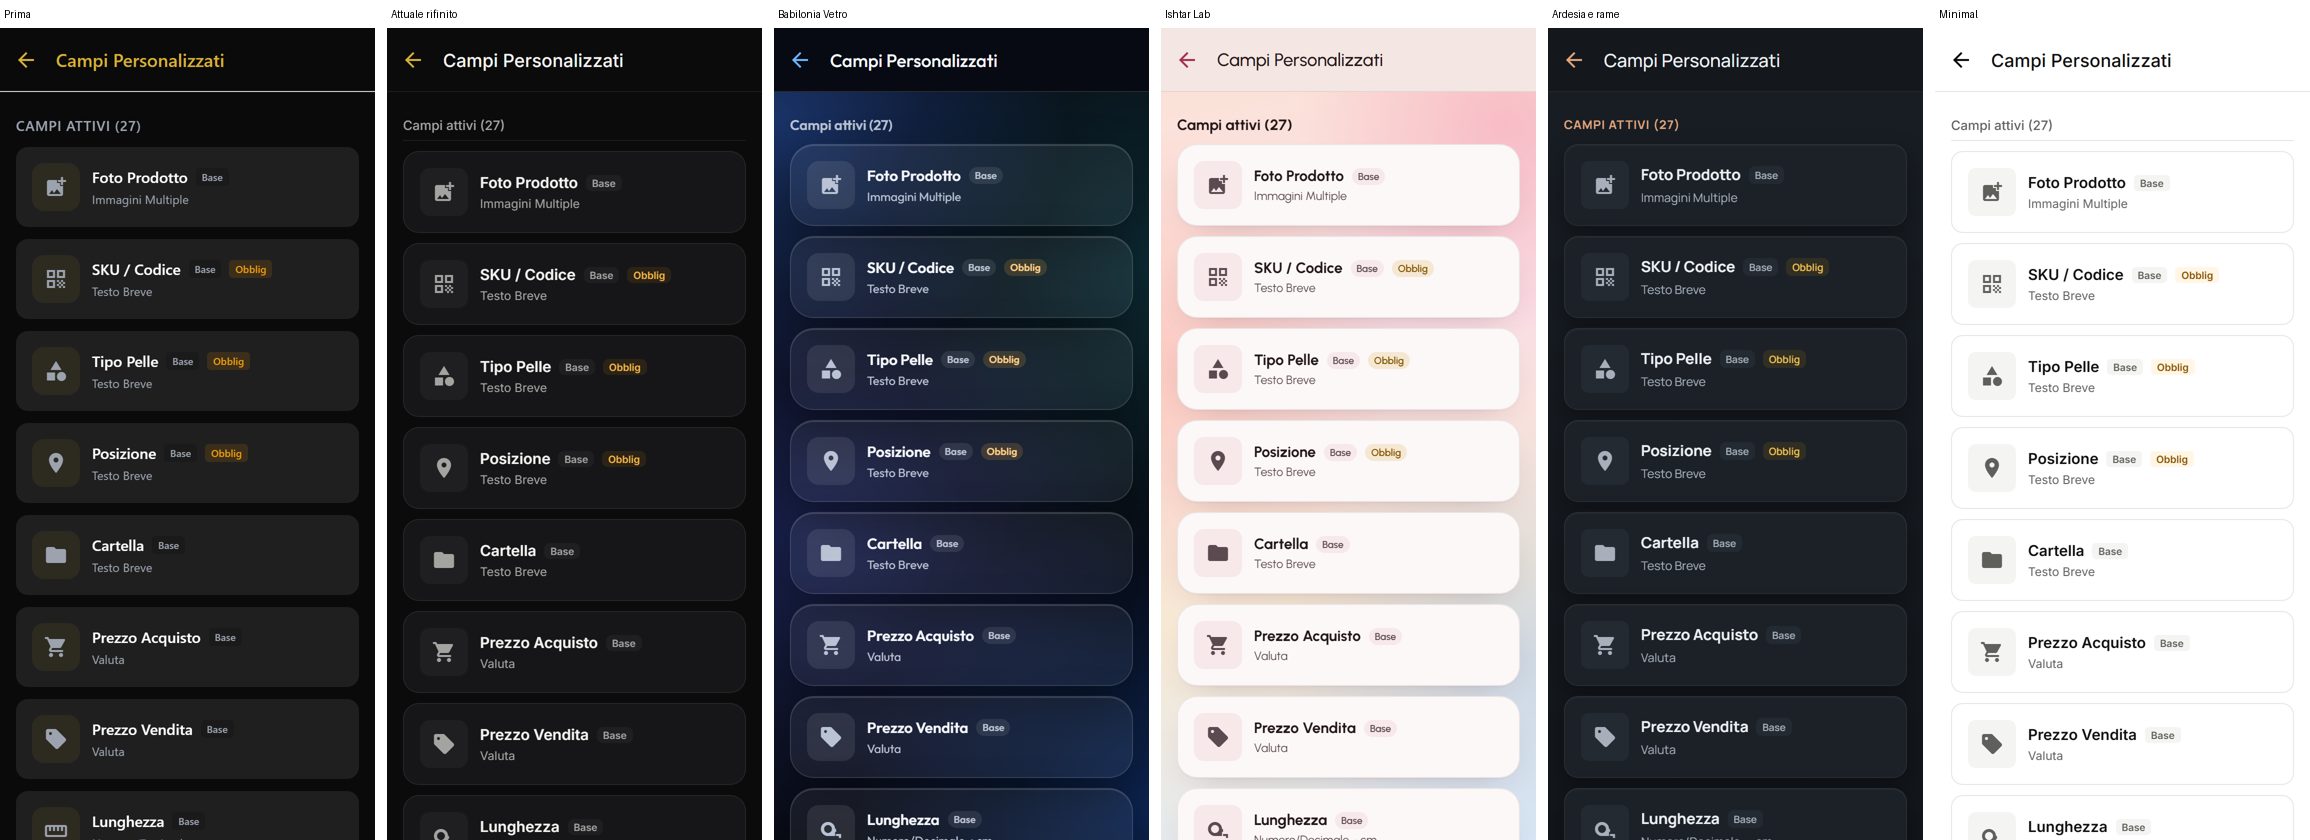 Prima
Campi Personalizzati
CAMPI ATTIVI (27)
Foto Prodotto Base
Immagini Multiple
SKU / Codice Base Obblig
Testo Breve
Tipo Pelle Base Obblig
Testo Breve
Posizione Base Obblig
Testo Breve
Cartella Base
Testo Breve
Prezzo Acquisto Base
Valuta
Prezzo Vendita Base
Valuta
Lunghezza Base
Attuale rifinito
Campi Personalizzati
Campi attivi (27)
Foto Prodotto Base
Immagini Multiple
SKU / Codice Base Obblig
Testo Breve
Tipo Pelle Base Obblig
Testo Breve
Posizione Base Obblig
Testo Breve
Cartella Base
Testo Breve
Prezzo Acquisto Base
Valuta
Prezzo Vendita Base
Valuta
Lunghezza Base
Babilonia Vetro
Campi Personalizzati
Campi attivi (27)
Foto Prodotto Base
Immagini Multiple
SKU / Codice Base Obblig
Testo Breve
Tipo Pelle Base Obblig
Testo Breve
Posizione Base Obblig
Testo Breve
Cartella Base
Testo Breve
Prezzo Acquisto Base
Valuta
Prezzo Vendita Base
Valuta
Lunghezza Base
Ishtar Lab
Campi Personalizzati
Campi attivi (27)
Foto Prodotto Base
Immagini Multiple
SKU / Codice Base Obblig
Testo Breve
Tipo Pelle Base Obblig
Testo Breve
Posizione Base Obblig
Testo Breve
Cartella Base
Testo Breve
Prezzo Acquisto Base
Valuta
Prezzo Vendita Base
Valuta
Lunghezza Base
Ardesia e rame
Campi Personalizzati
CAMPI ATTIVI (27)
Foto Prodotto Base
Immagini Multiple
SKU / Codice Base Obblig
Testo Breve
Tipo Pelle Base Obblig
Testo Breve
Posizione Base Obblig
Testo Breve
Cartella Base
Testo Breve
Prezzo Acquisto Base
Valuta
Prezzo Vendita Base
Valuta
Lunghezza Base
Minimal
Campi Personalizzati
Campi attivi (27)
Foto Prodotto Base
Immagini Multiple
SKU / Codice Base Obblig
Testo Breve
Tipo Pelle Base Obblig
Testo Breve
Posizione Base Obblig
Testo Breve
Cartella Base
Testo Breve
Prezzo Acquisto Base
Valuta
Prezzo Vendita Base
Valuta
Lunghezza Base